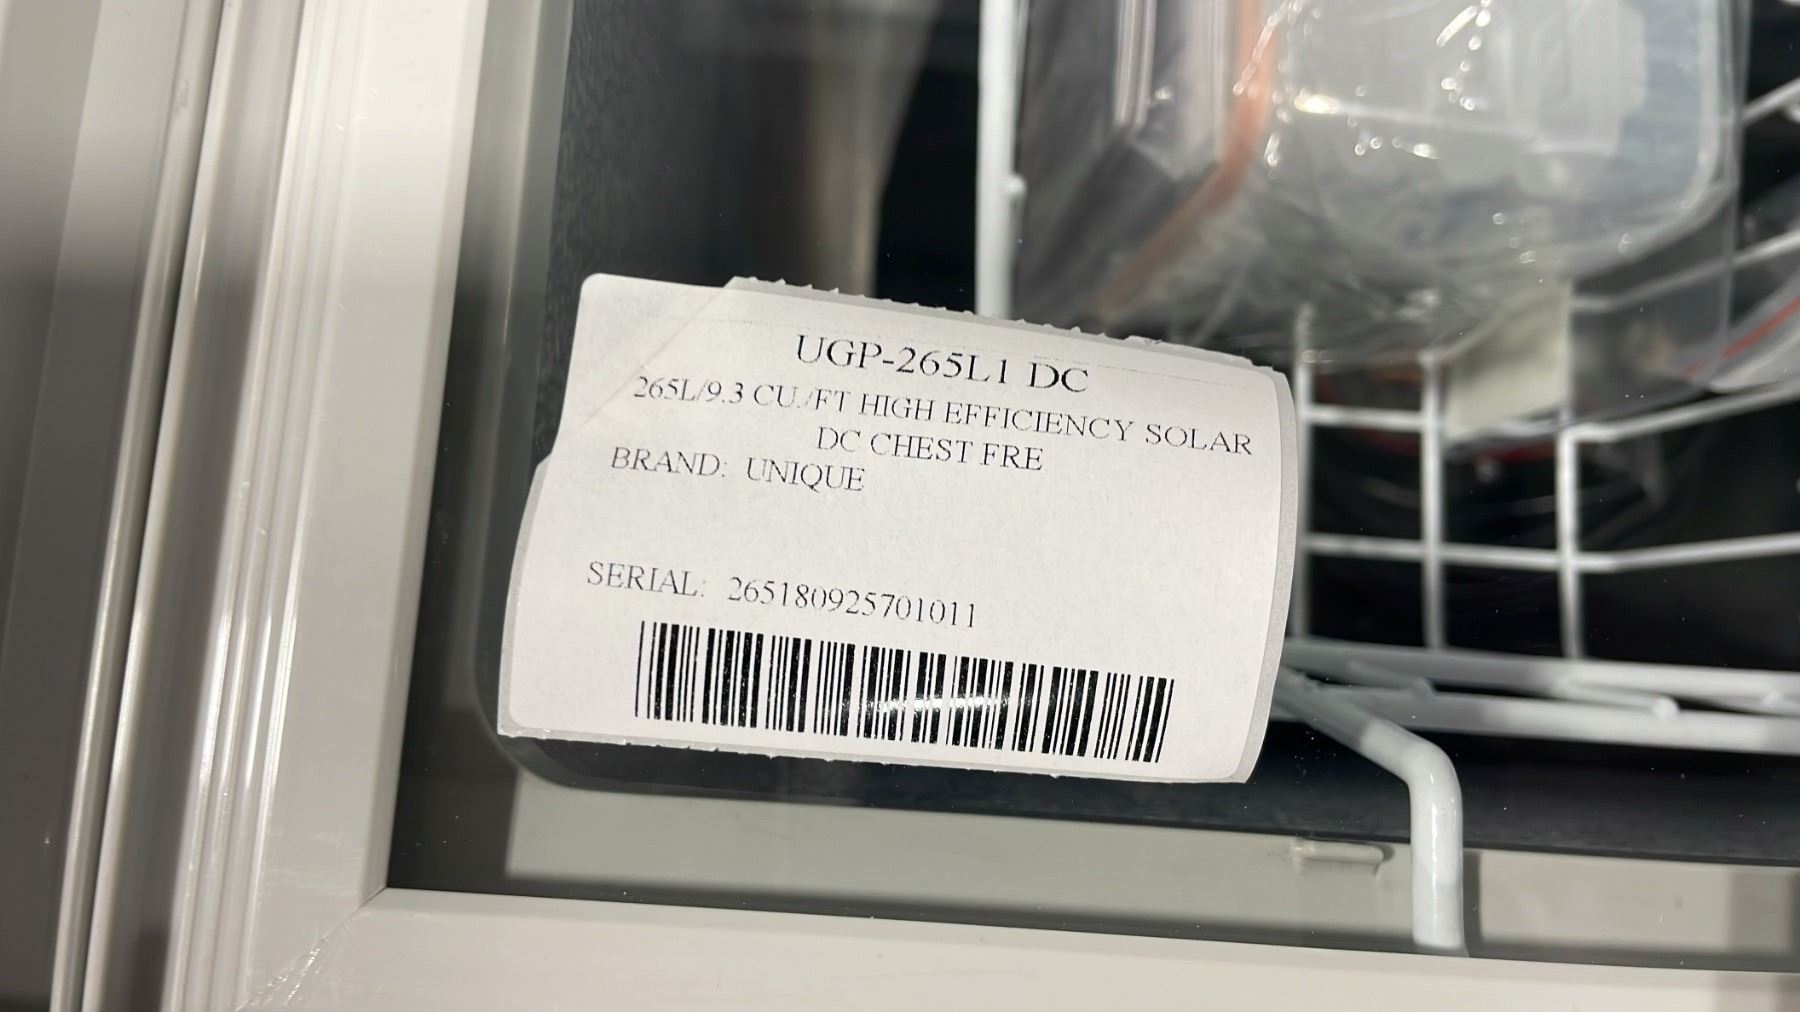 UGP-265L1 DC
265L/9.3 CU./FT HIGH EFFICIENCY SOLAR
DC CHEST FRE
BRAND: UNIQUE
SERIAL: 265180925701011